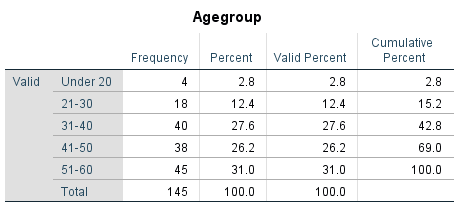 Agegroup
Frequency Percent Valid Percent Cumulative Percent
Valid Under 20 4 2.8 2.8 2.8
21-30 18 12.4 12.4 15.2
31-40 40 27.6 27.6 42.8
41-50 38 26.2 26.2 69.0
51-60 45 31.0 31.0 100.0
Total 145 100.0 100.0